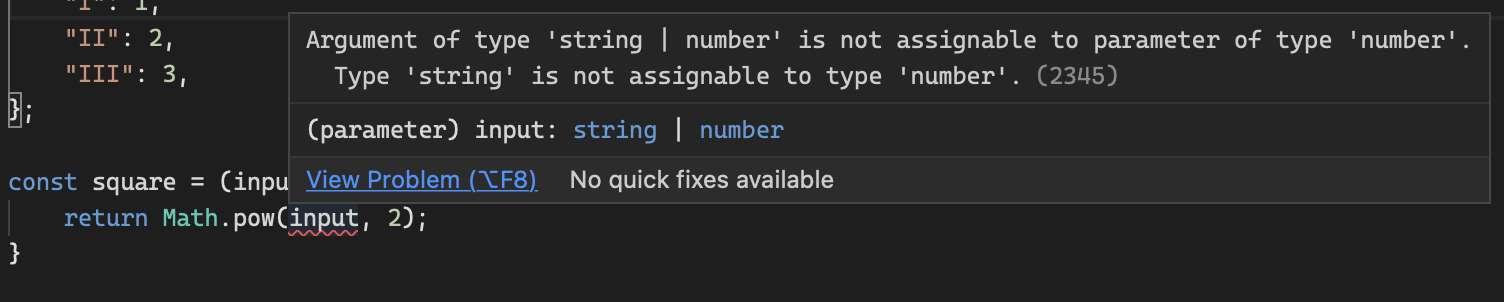 "I": 1,
"II": 2,
"III": 3,
};
Argument of type 'string | number' is not assignable to parameter of type 'number'.
Type 'string' is not assignable to type 'number'. (2345)
(parameter) input: string | number
View Problem (⌥F8) No quick fixes available
const square = (inpu
return Math.pow(input, 2);
}